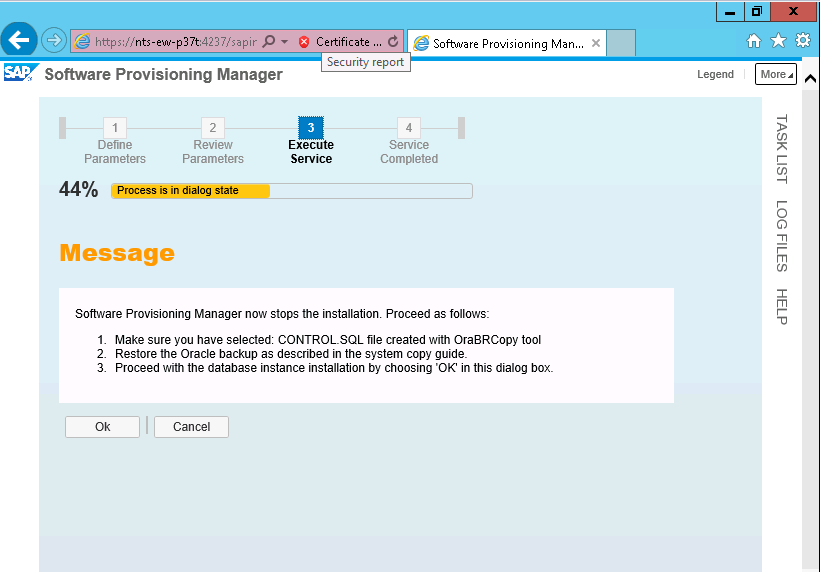 https://nts-ew-p37t:4237/sapir
Certificate ...
Software Provisioning Man...
Security report
SAP Software Provisioning Manager
Legend
More
1
2
3
4
Define Parameters
Review Parameters
Execute Service
Service Completed
44%
Process is in dialog state
Message
Software Provisioning Manager now stops the installation. Proceed as follows:
1. Make sure you have selected: CONTROL.SQL file created with OraBRCopy tool
2. Restore the Oracle backup as described in the system copy guide.
3. Proceed with the database instance installation by choosing 'OK' in this dialog box.
Ok
Cancel
TASK LIST
LOG FILES
HELP